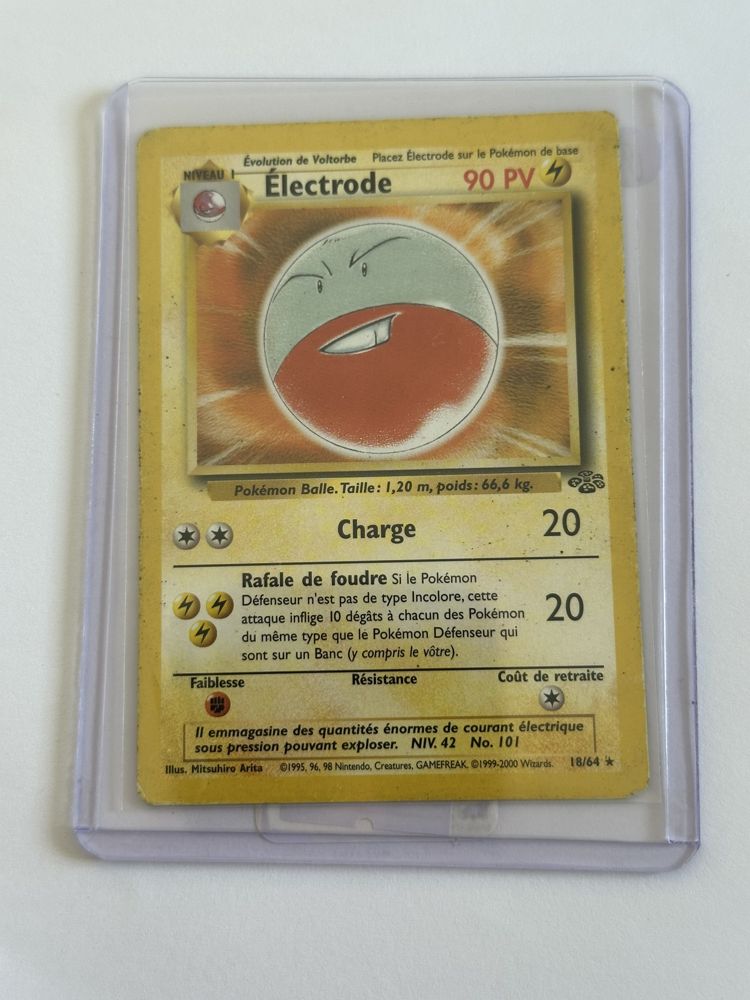 Évolution de Voltorbe Placez Électrode sur le Pokémon de base
NIVEAU 1
Électrode 90 PV
Pokémon Balle. Taille : 1,20 m, poids : 66,6 kg.
Charge 20
Rafale de foudre Si le Pokémon
Défenseur n'est pas de type Incolore, cette
attaque inflige 10 dégâts à chacun des Pokémon
du même type que le Pokémon Défenseur qui
sont sur un Banc (y compris le vôtre).
20
Faiblesse Résistance Coût de retraite
Il emmagasine des quantités énormes de courant électrique
sous pression pouvant exploser. NIV. 42 No. 101
Illus. Mitsuhiro Arita ©1995, 96, 98 Nintendo, Creatures, GAMEFREAK. ©1999-2000 Wizards. 18/64 ★